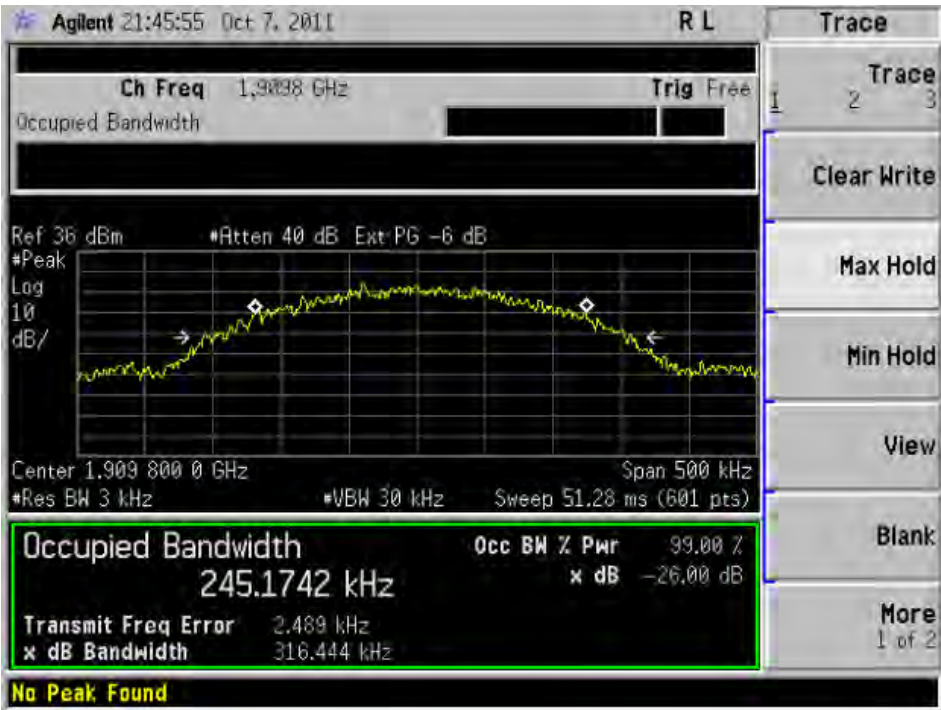 Agilent 21:45:55 Oct 7, 2011 R L Trace
Ch Freq 1.9098 GHz Trig Free
Occupied Bandwidth
Trace
1 2 3
Clear Write
Max Hold
Min Hold
View
Blank
More
1 of 2
Ref 36 dBm #Atten 40 dB Ext PG -6 dB
#Peak
Log
10
dB/
Center 1.909 800 0 GHz Span 500 kHz
#Res BW 3 kHz #VBW 30 kHz Sweep 51.28 ms (601 pts)
Occupied Bandwidth Occ BW % Pwr 99.00 %
245.1742 kHz x dB -26.00 dB
Transmit Freq Error 2.489 kHz
x dB Bandwidth 316.444 kHz
No Peak Found